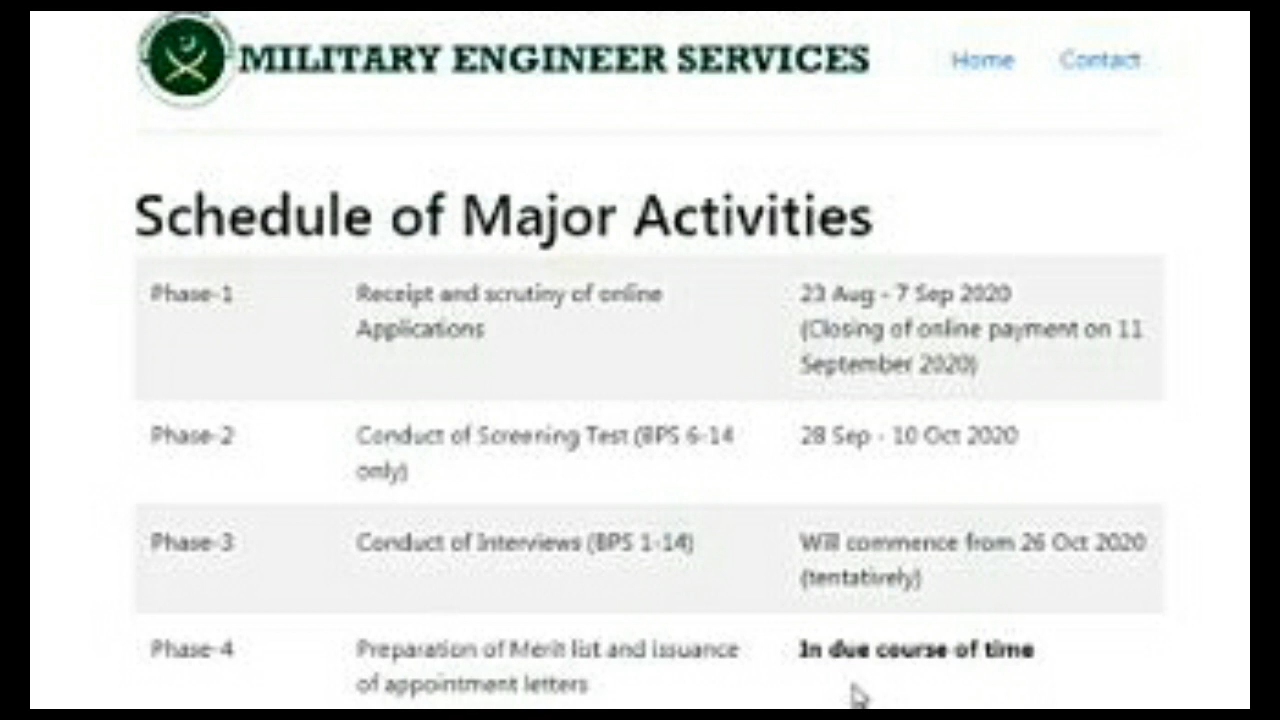 MILITARY ENGINEER SERVICES
Home
Contact
Schedule of Major Activities
Phase-1
Receipt and scrutiny of online
Applications
23 Aug - 7 Sep 2020
(Closing of online payment on 11
September 2020)
Phase-2
Conduct of Screening Test (BPS 6-14
only)
28 Sep - 10 Oct 2020
Phase-3
Conduct of Interviews (BPS 1-14)
Will commence from 26 Oct 2020
(tentatively)
Phase-4
Preparation of Merit list and issuance
of appointment letters
In due course of time